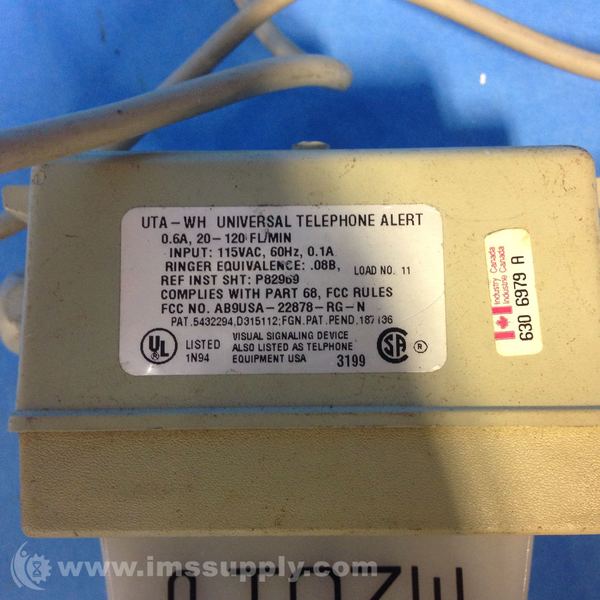 UTA-WH UNIVERSAL TELEPHONE ALERT
0.6A, 20-120 FL/MIN
INPUT: 115VAC, 60Hz, 0.1A
RINGER EQUIVALENCE: .08B, LOAD NO. 11
REF INST SHT: P82969
COMPLIES WITH PART 68, FCC RULES
FCC NO. AB9USA-22878-RG-N
PAT.5432294,D315112;FGN.PAT.PEND.187136
UL ® LISTED 1N94
VISUAL SIGNALING DEVICE
ALSO LISTED AS TELPHONE
EQUIPMENT USA 3199
SA ®
Industry Canada
Industrie Canada
630 6979 A
www.imssupply.com